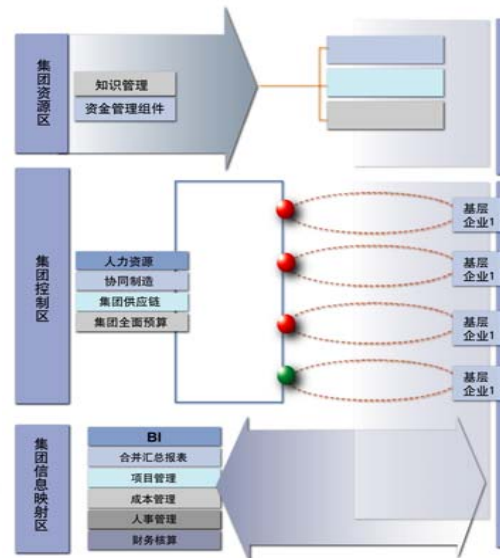 集团资源区
知识管理
资金管理组件
集团控制区
人力资源
协同制造
集团供应链
集团全面预算
基层
企业1
基层
企业1
基层
企业1
基层
企业1
集团信息映射区
BI
合并汇总报表
项目管理
成本管理
人事管理
财务核算